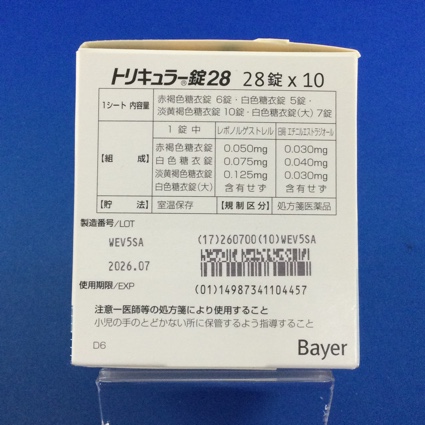 トリキュラー®錠28 28錠 x 10
1シート 内容量 赤褐色糖衣錠 6錠・白色糖衣錠 5錠・
淡黄褐色糖衣錠 10錠・白色糖衣錠(大) 7錠
【組成】 1錠中 レボノルゲストレル 日局 エチニルエストラジオール
赤褐色糖衣錠 0.050mg 0.030mg
白色糖衣錠 0.075mg 0.040mg
淡黄褐色糖衣錠 0.125mg 0.030mg
白色糖衣錠(大) 含有せず 含有せず
【貯法】 室温保存 【規制区分】 処方箋医薬品
製造番号/LOT
WEV5SA (17)260700(10)WEV5SA
2026.07
使用期限/EXP (01)14987341104457
注意-医師等の処方箋により使用すること
小児の手のとどかない所に保管するよう指導すること
D6 Bayer